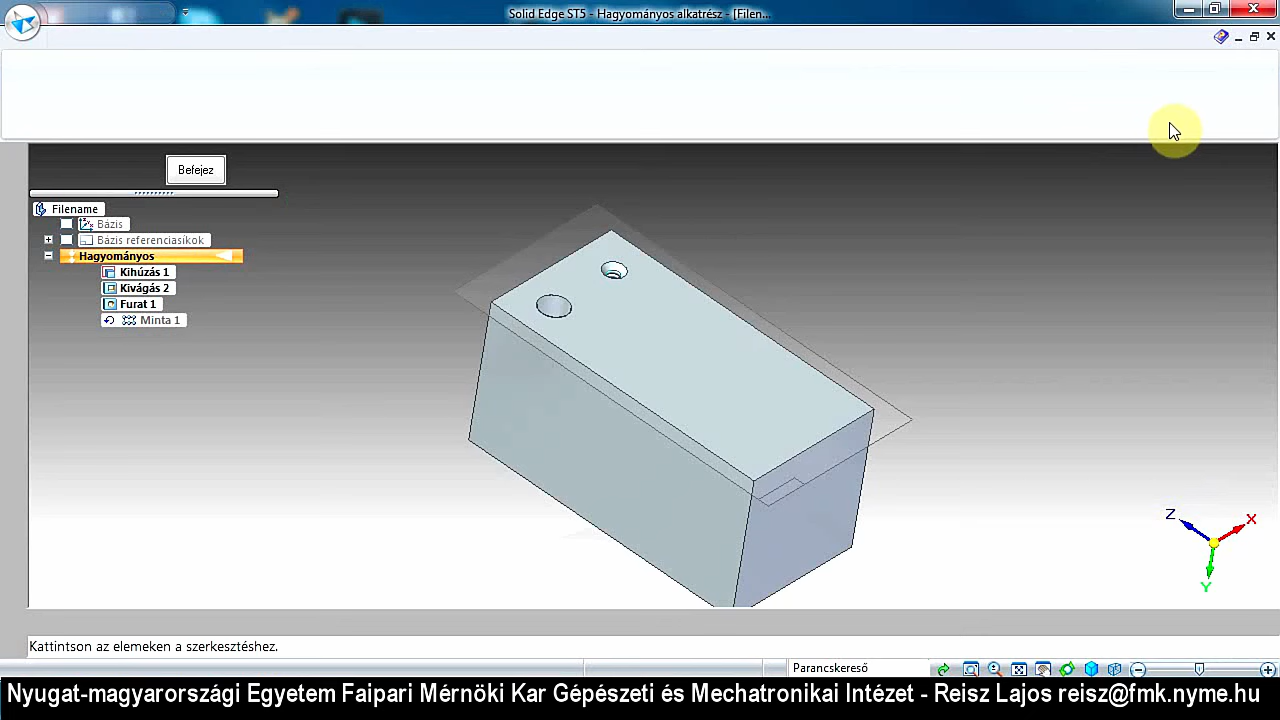 Solid Edge ST5 - Hagyományos alkatrész - [Filen...
Befejez
Filename
Bázis
Bázis referenciasíkok
Hagyományos
Kihúzás 1
Kivágás 2
Furat 1
Minta 1
Z
X
Y
Kattintson az elemeken a szerkesztéshez.
Parancskereső
Nyugat-magyarországi Egyetem Faipari Mérnöki Kar Gépészeti és Mechatronikai Intézet - Reisz Lajos reisz@fmk.nyme.hu